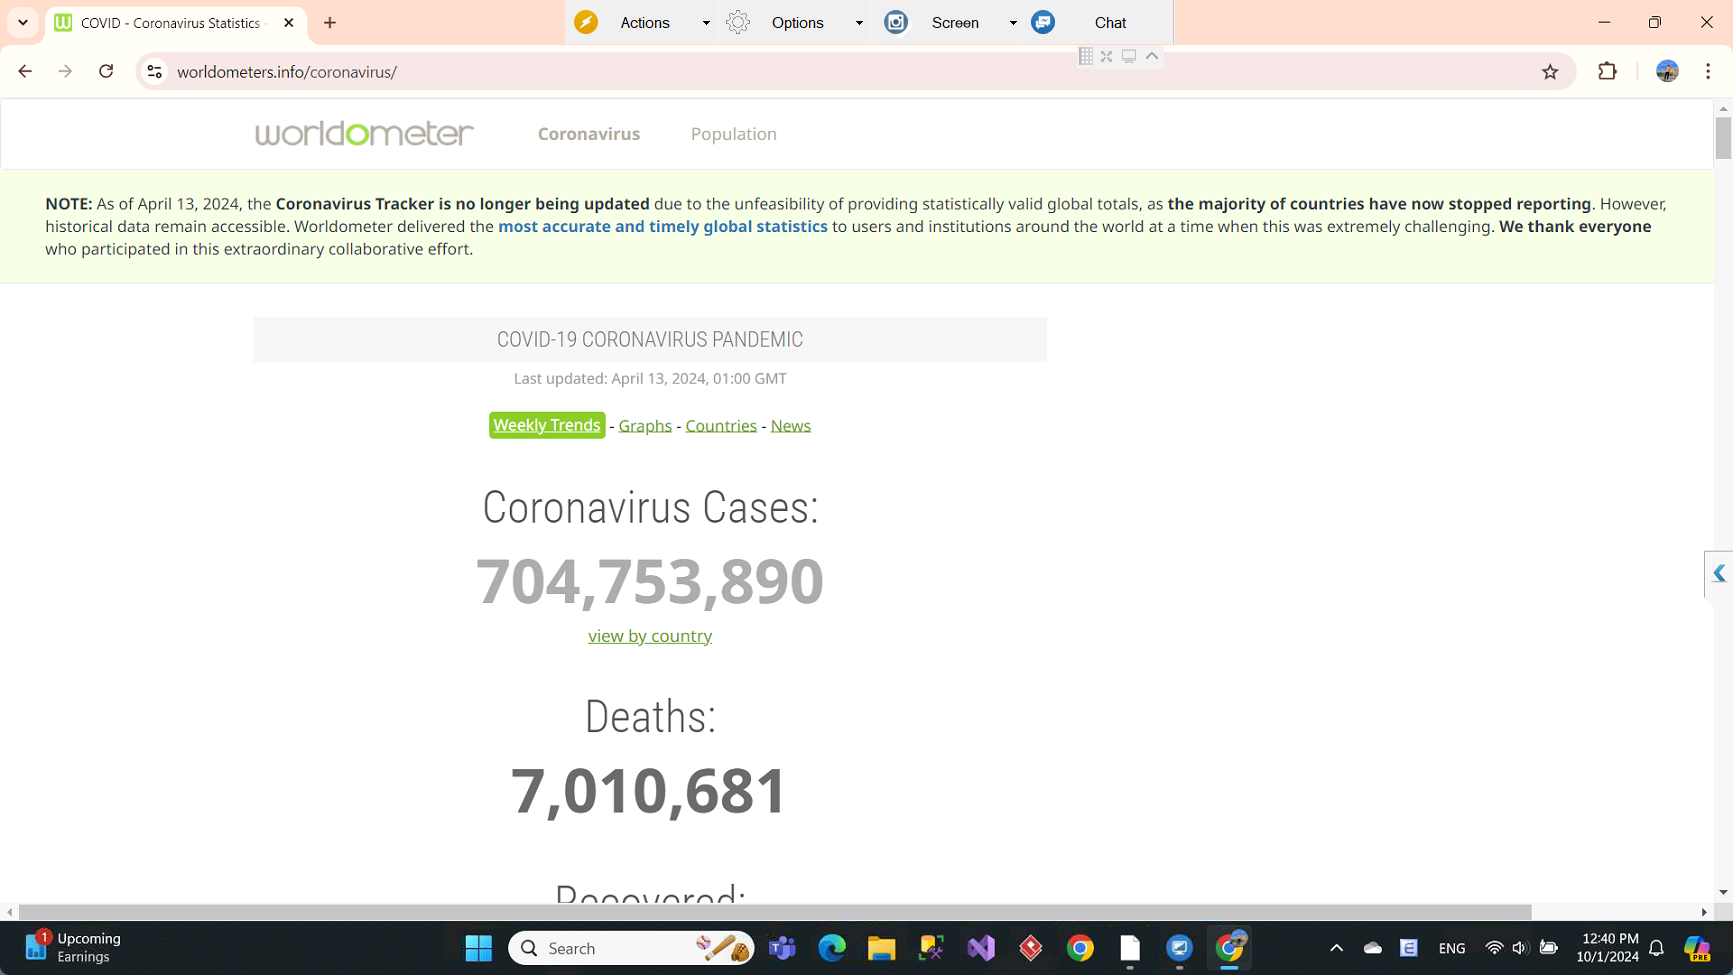 COVID - Coronavirus Statistics -
Actions
Options
Screen
Chat
worldometers.info/coronavirus/
worldometer
Coronavirus
Population
NOTE: As of April 13, 2024, the Coronavirus Tracker is no longer being updated due to the unfeasibility of providing statistically valid global totals, as the majority of countries have now stopped reporting. However,
historical data remain accessible. Worldometer delivered the most accurate and timely global statistics to users and institutions around the world at a time when this was extremely challenging. We thank everyone
who participated in this extraordinary collaborative effort.
COVID-19 CORONAVIRUS PANDEMIC
Last updated: April 13, 2024, 01:00 GMT
Weekly Trends - Graphs - Countries - News
Coronavirus Cases:
704,753,890
view by country
Deaths:
7,010,681
Recovered:
1
Upcoming
Earnings
Search
ENG
12:40 PM
10/1/2024
PRE